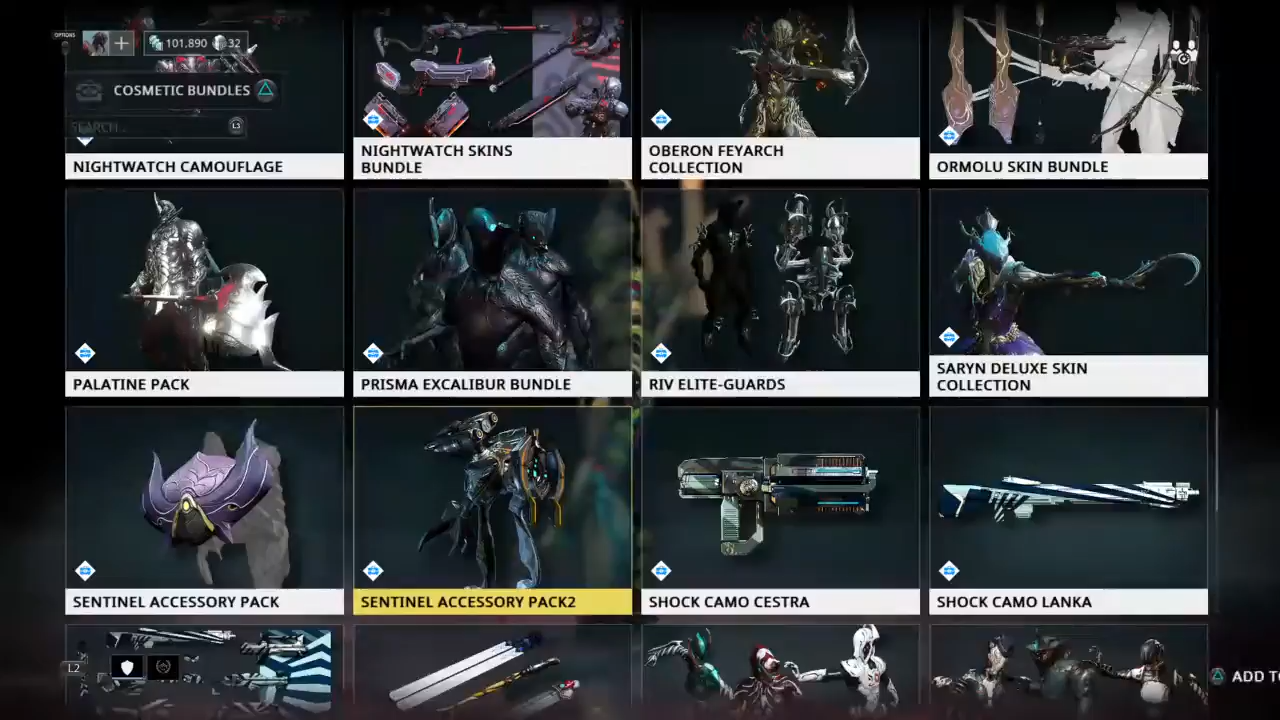 OPTIONS
101,890 32
COSMETIC BUNDLES
SEARCH... L3
NIGHTWATCH CAMOUFLAGE
NIGHTWATCH SKINS
BUNDLE
OBERON FEYARCH
COLLECTION
ORMOLU SKIN BUNDLE
PALATINE PACK
PRISMA EXCALIBUR BUNDLE
RIV ELITE-GUARDS
SARYN DELUXE SKIN
COLLECTION
SENTINEL ACCESSORY PACK
SENTINEL ACCESSORY PACK2
SHOCK CAMO CESTRA
SHOCK CAMO LANKA
L2
ADD TO